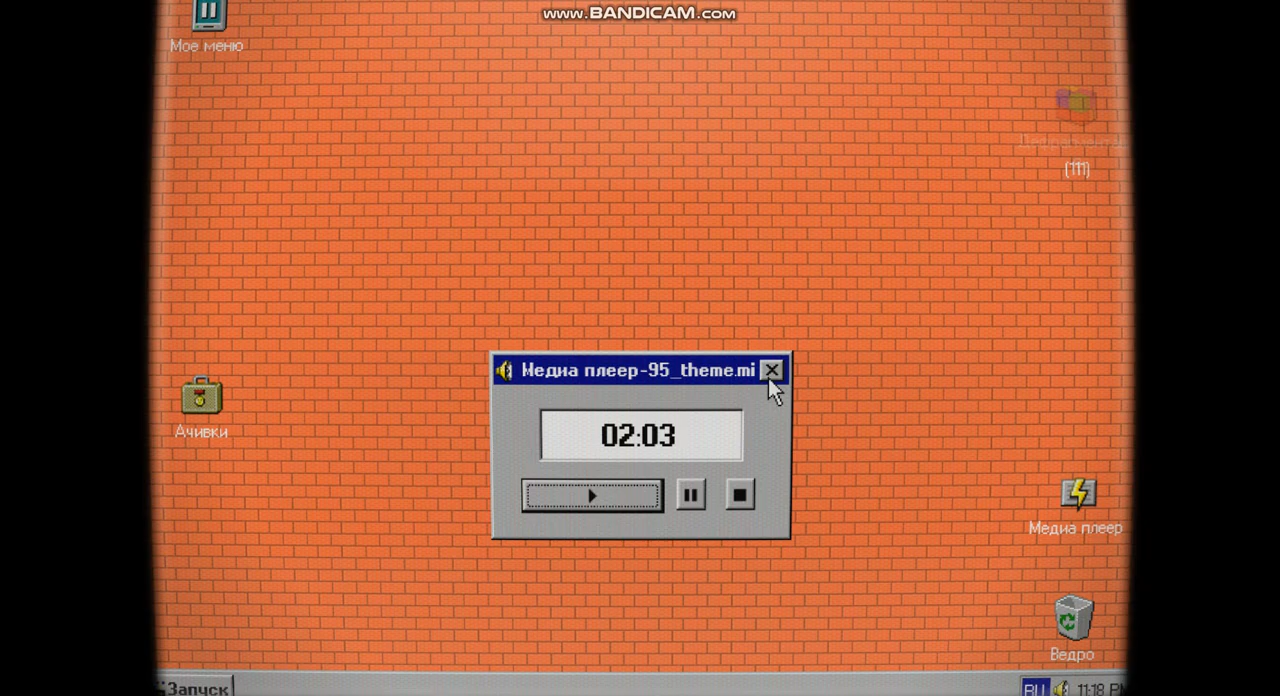 www.BANDICAM.com
Мое меню
(111)
Медиа плеер-95_theme.mi
02:03
Ачивки
Медиа плеер
Ведро
Запуск
RU 11:18 PM